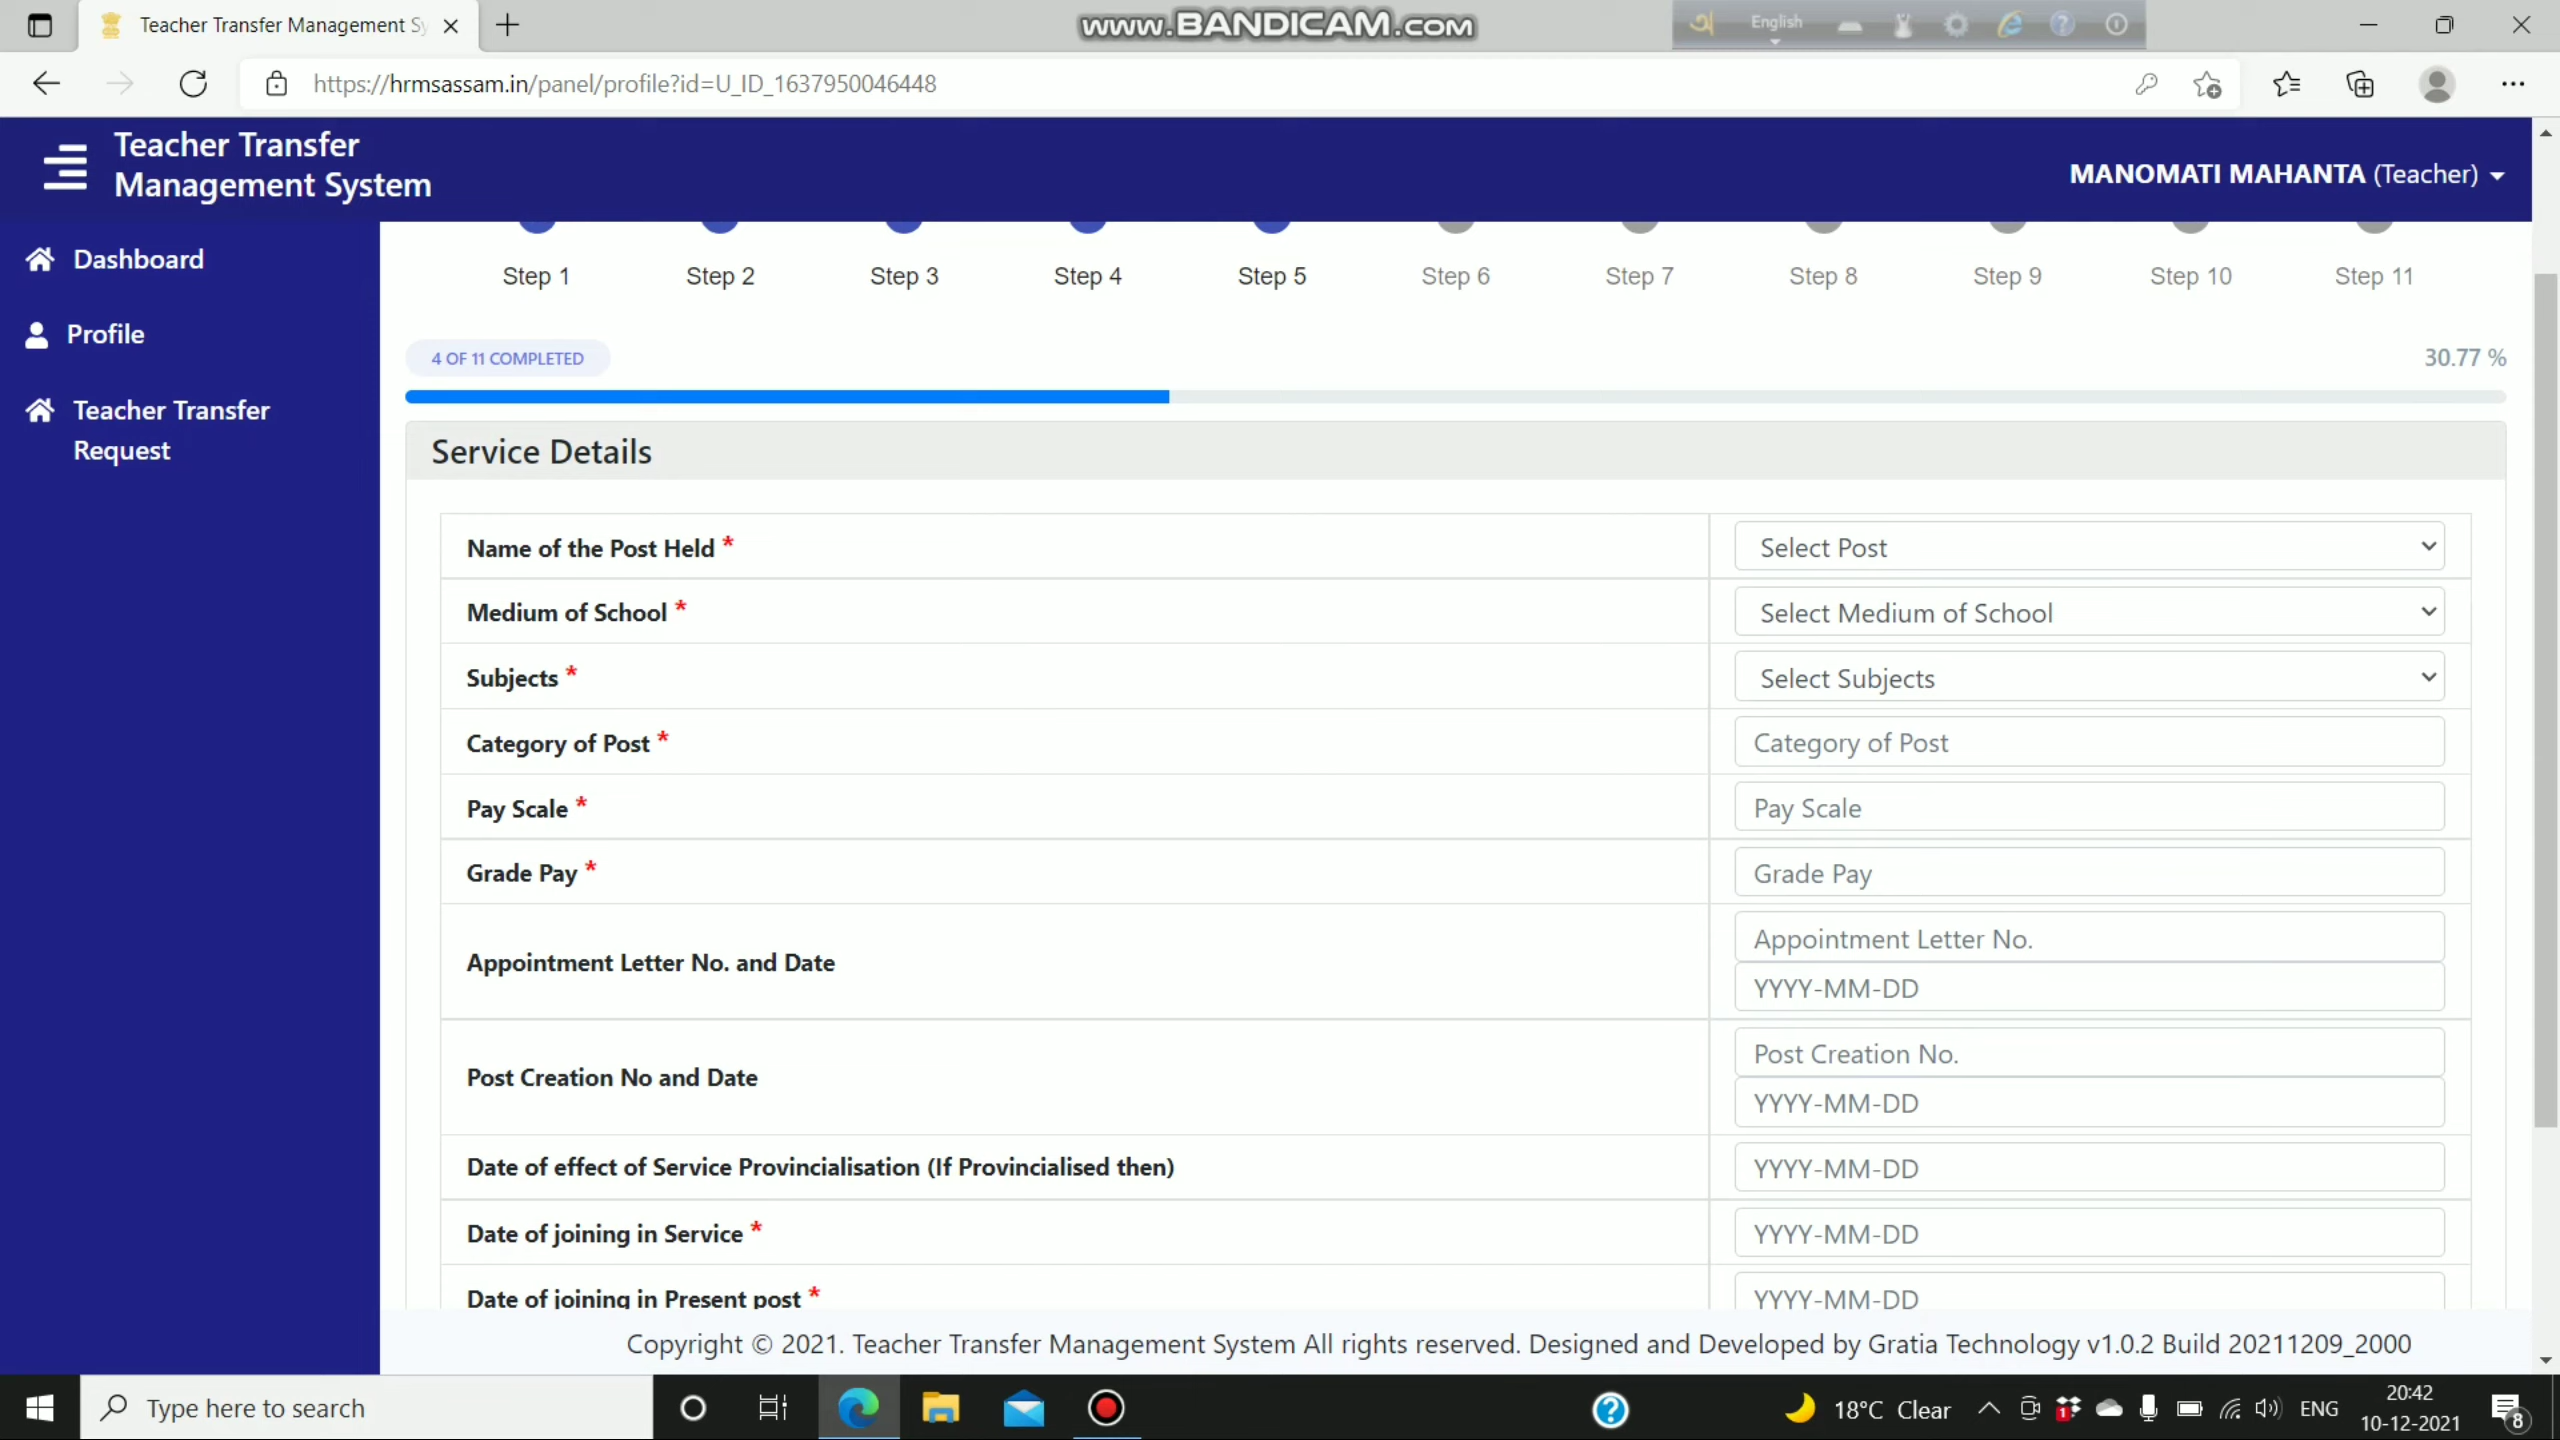 Teacher Transfer Management Sy
www.BANDICAM.com
English
https://hrmsassam.in/panel/profile?id=U_ID_1637950046448
Teacher Transfer
Management System
MANOMATI MAHANTA (Teacher)
Dashboard
Profile
Teacher Transfer
Request
Step 1 Step 2 Step 3 Step 4 Step 5 Step 6 Step 7 Step 8 Step 9 Step 10 Step 11
4 OF 11 COMPLETED 30.77 %
Service Details
Name of the Post Held * Select Post
Medium of School * Select Medium of School
Subjects * Select Subjects
Category of Post * Category of Post
Pay Scale * Pay Scale
Grade Pay * Grade Pay
Appointment Letter No. and Date
Appointment Letter No.
YYYY-MM-DD
Post Creation No and Date
Post Creation No.
YYYY-MM-DD
Date of effect of Service Provincialisation (If Provincialised then) YYYY-MM-DD
Date of joining in Service * YYYY-MM-DD
Date of joining in Present post * YYYY-MM-DD
Copyright © 2021. Teacher Transfer Management System All rights reserved. Designed and Developed by Gratia Technology v1.0.2 Build 20211209_2000
Type here to search
18°C Clear
1
ENG
20:42
10-12-2021
8